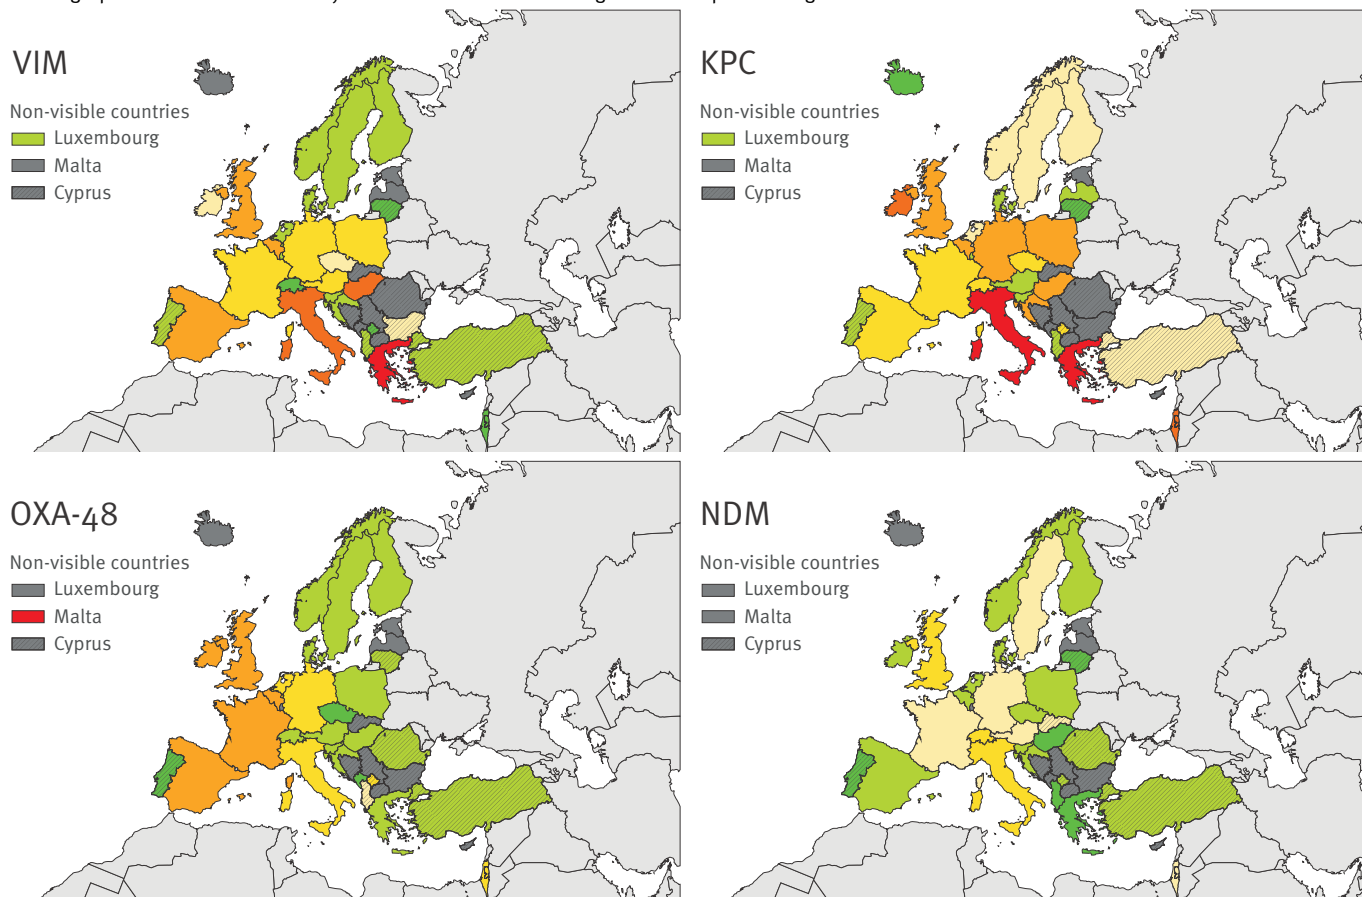 VIM
Non-visible countries
Luxembourg
Malta
Cyprus
KPC
Non-visible countries
Luxembourg
Malta
Cyprus
OXA-48
Non-visible countries
Luxembourg
Malta
Cyprus
NDM
Non-visible countries
Luxembourg
Malta
Cyprus